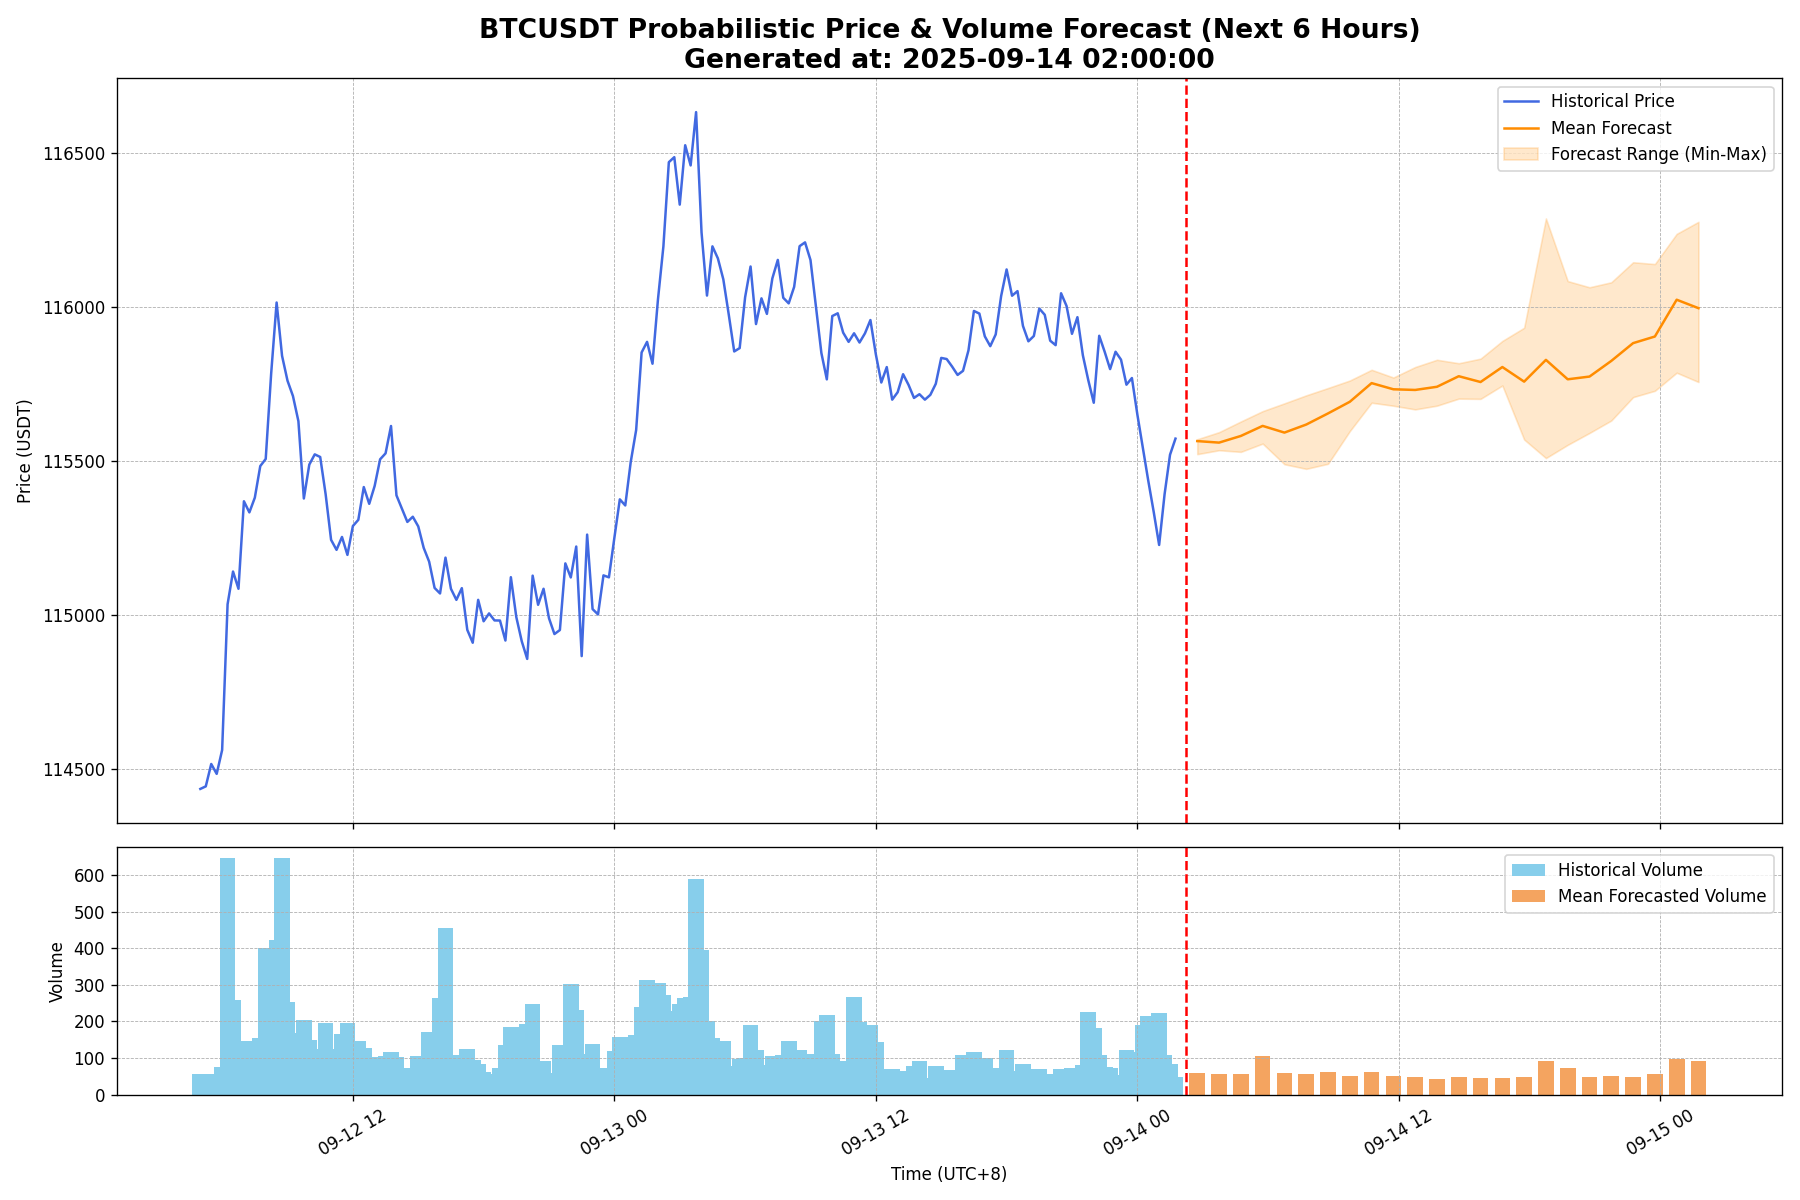 BTCUSDT Probabilistic Price & Volume Forecast (Next 6 Hours)
Generated at: 2025-09-14 02:00:00
Historical Price
Mean Forecast
Forecast Range (Min-Max)
116500
116000
115500
115000
114500
Price (USDT)
Historical Volume
Mean Forecasted Volume
600
500
400
300
200
100
0
Volume
09-12 12
09-13 00
09-13 12
09-14 00
09-14 12
09-15 00
Time (UTC+8)